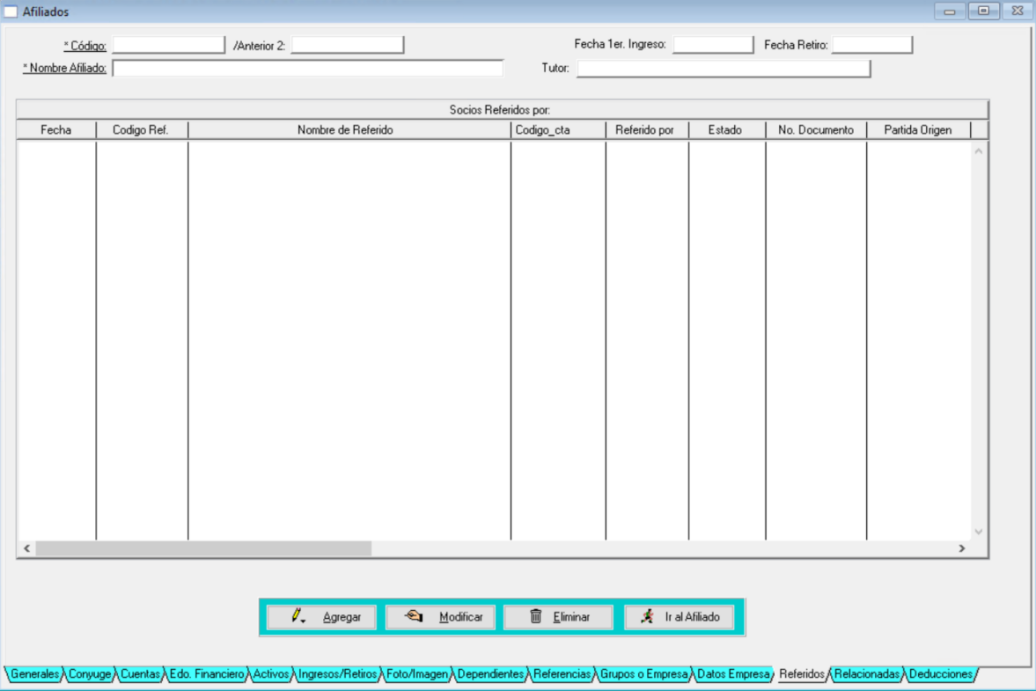 Afiliados
* Código: /Anterior 2: Fecha 1er. Ingreso: Fecha Retiro:
* Nombre Afiliado: Tutor:
Socios Referidos por:
Fecha Codigo Ref. Nombre de Referido Codigo_cta Referido por Estado No. Documento Partida Origen
Agregar Modificar Eliminar Ir al Afiliado
Generales Conyuge Cuentas Edo. Financiero Activos Ingresos/Retiros Foto/Imagen Dependientes Referencias Grupos o Empresa Datos Empresa Referidos Relacionadas Deducciones